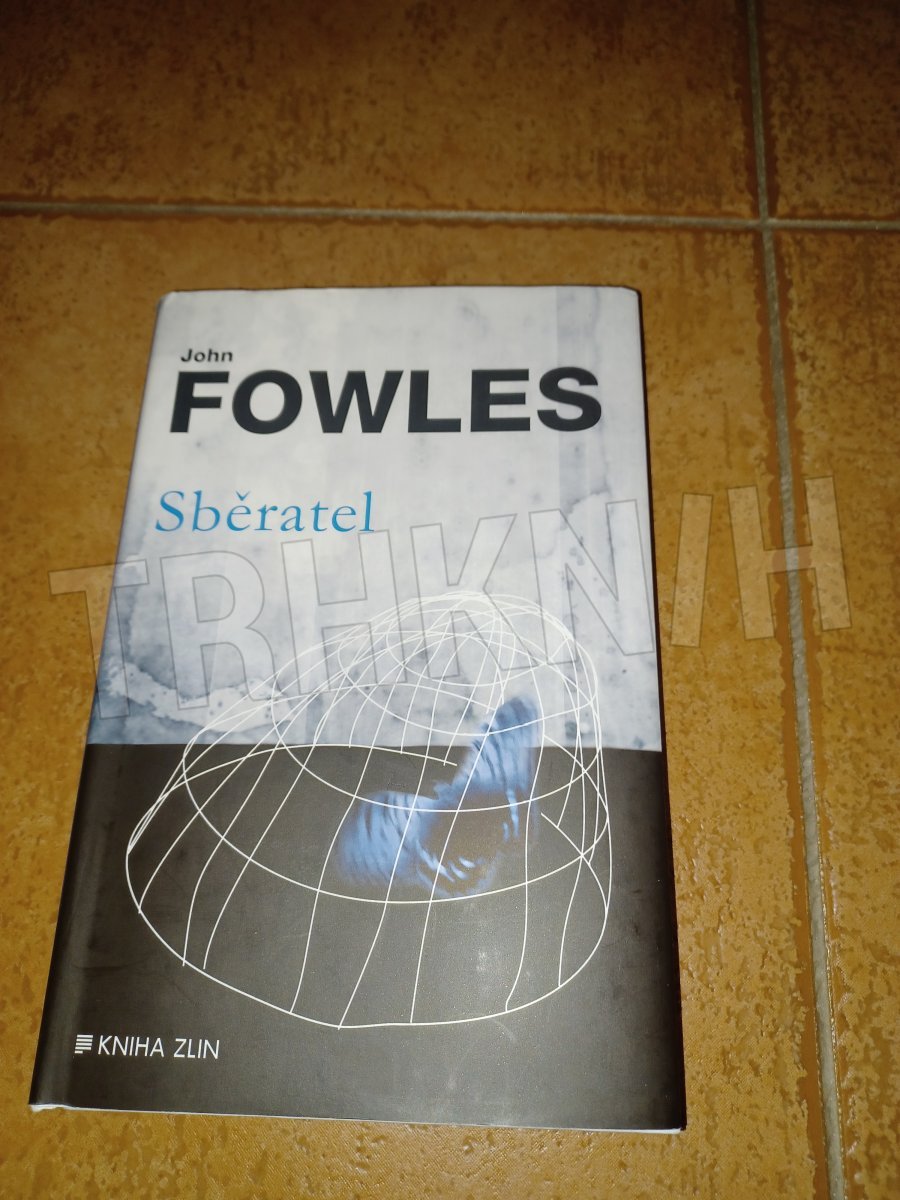 John
FOWLES
Sběratel
TRHKNIH
KNIHA ZLIN